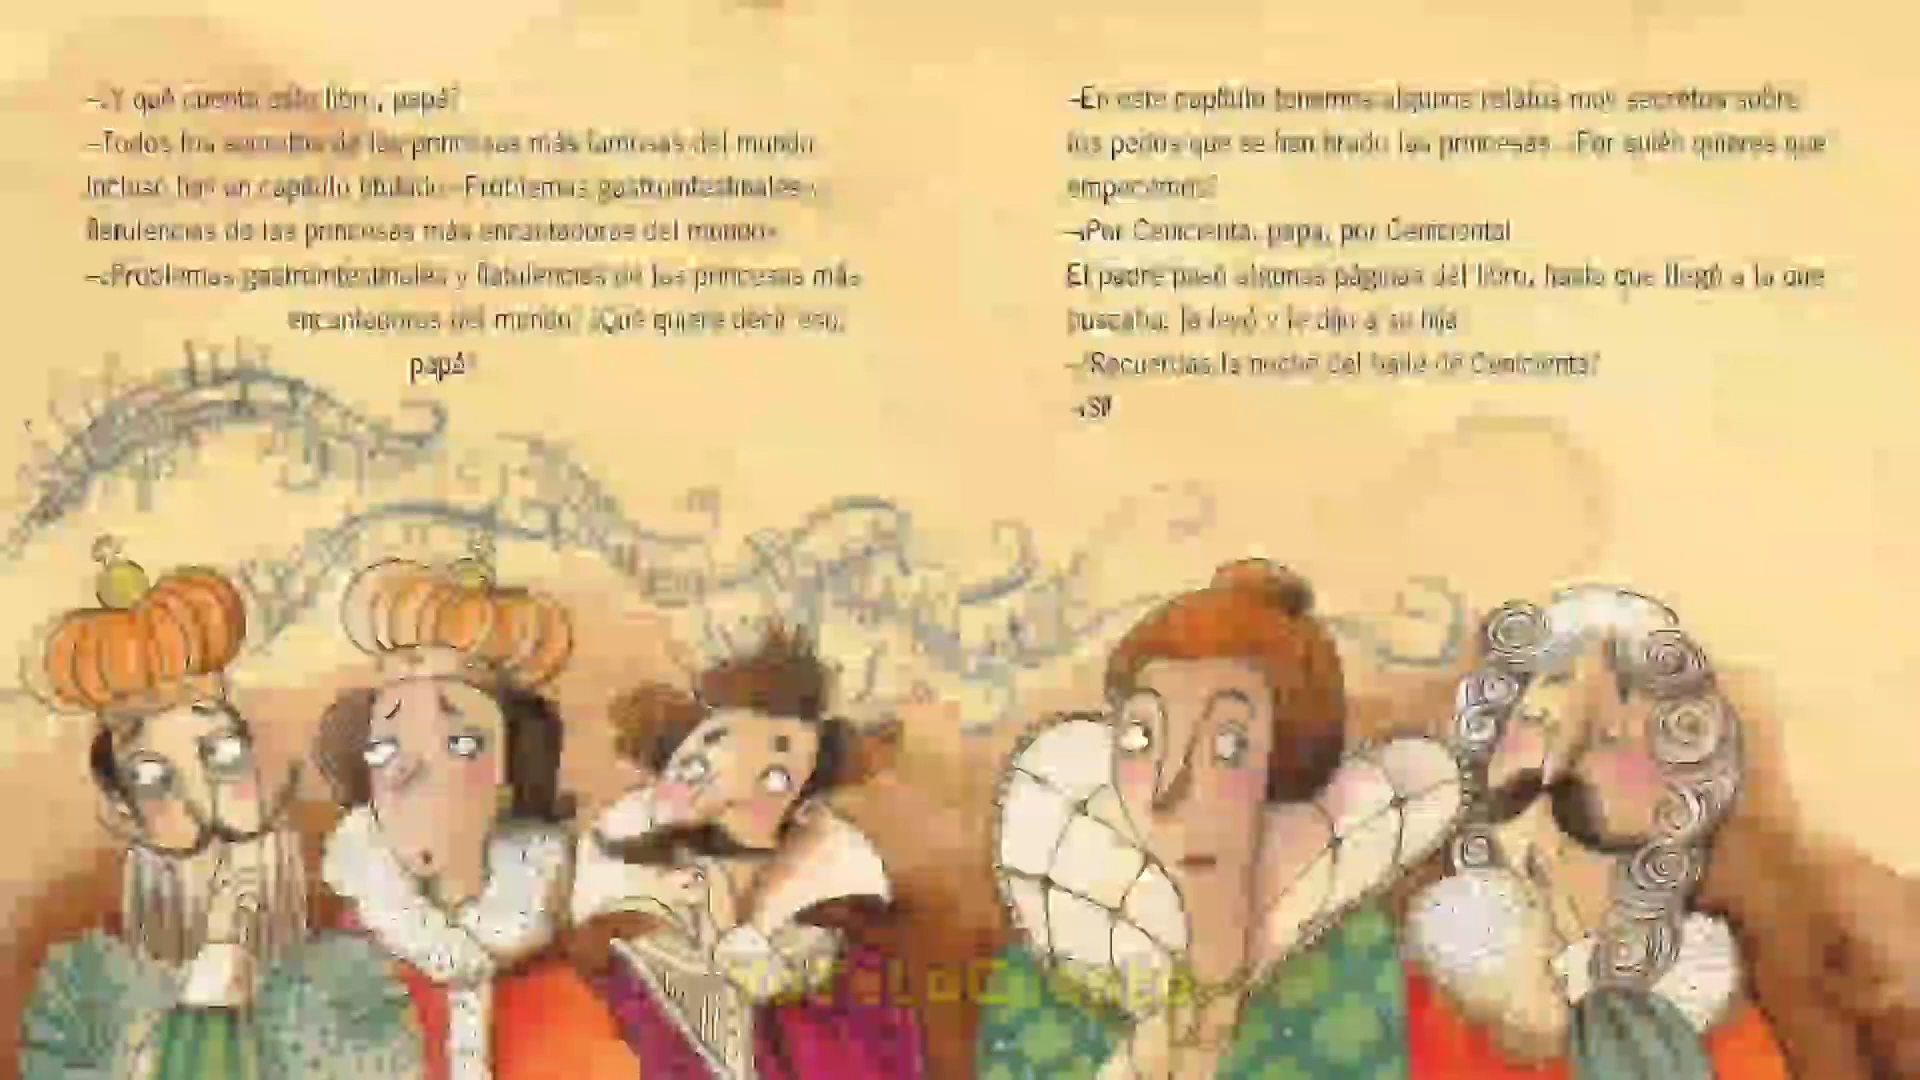 –¿Y qué cuenta este libro, papá?
–Todos los secretos de las princesas más famosas del mundo.
Incluso hay un capítulo titulado «Problemas gastrointestinales y
flatulencias de las princesas más encantadoras del mundo».
–¿Problemas gastrointestinales y flatulencias de las princesas más
encantadoras del mundo? ¿Qué quiere decir eso,
papá?
–En este capítulo tenemos algunos relatos muy secretos sobre
los pedos que se han tirado las princesas. ¿Por quién quieres que
empecemos?
–¡Por Cenicienta, papá, por Cenicienta!
El padre pasó algunas páginas del libro, hasta que llegó a la que
buscaba, la leyó y le dijo a su hija:
–¿Recuerdas la noche del baile de Cenicienta?
–¡Sí!